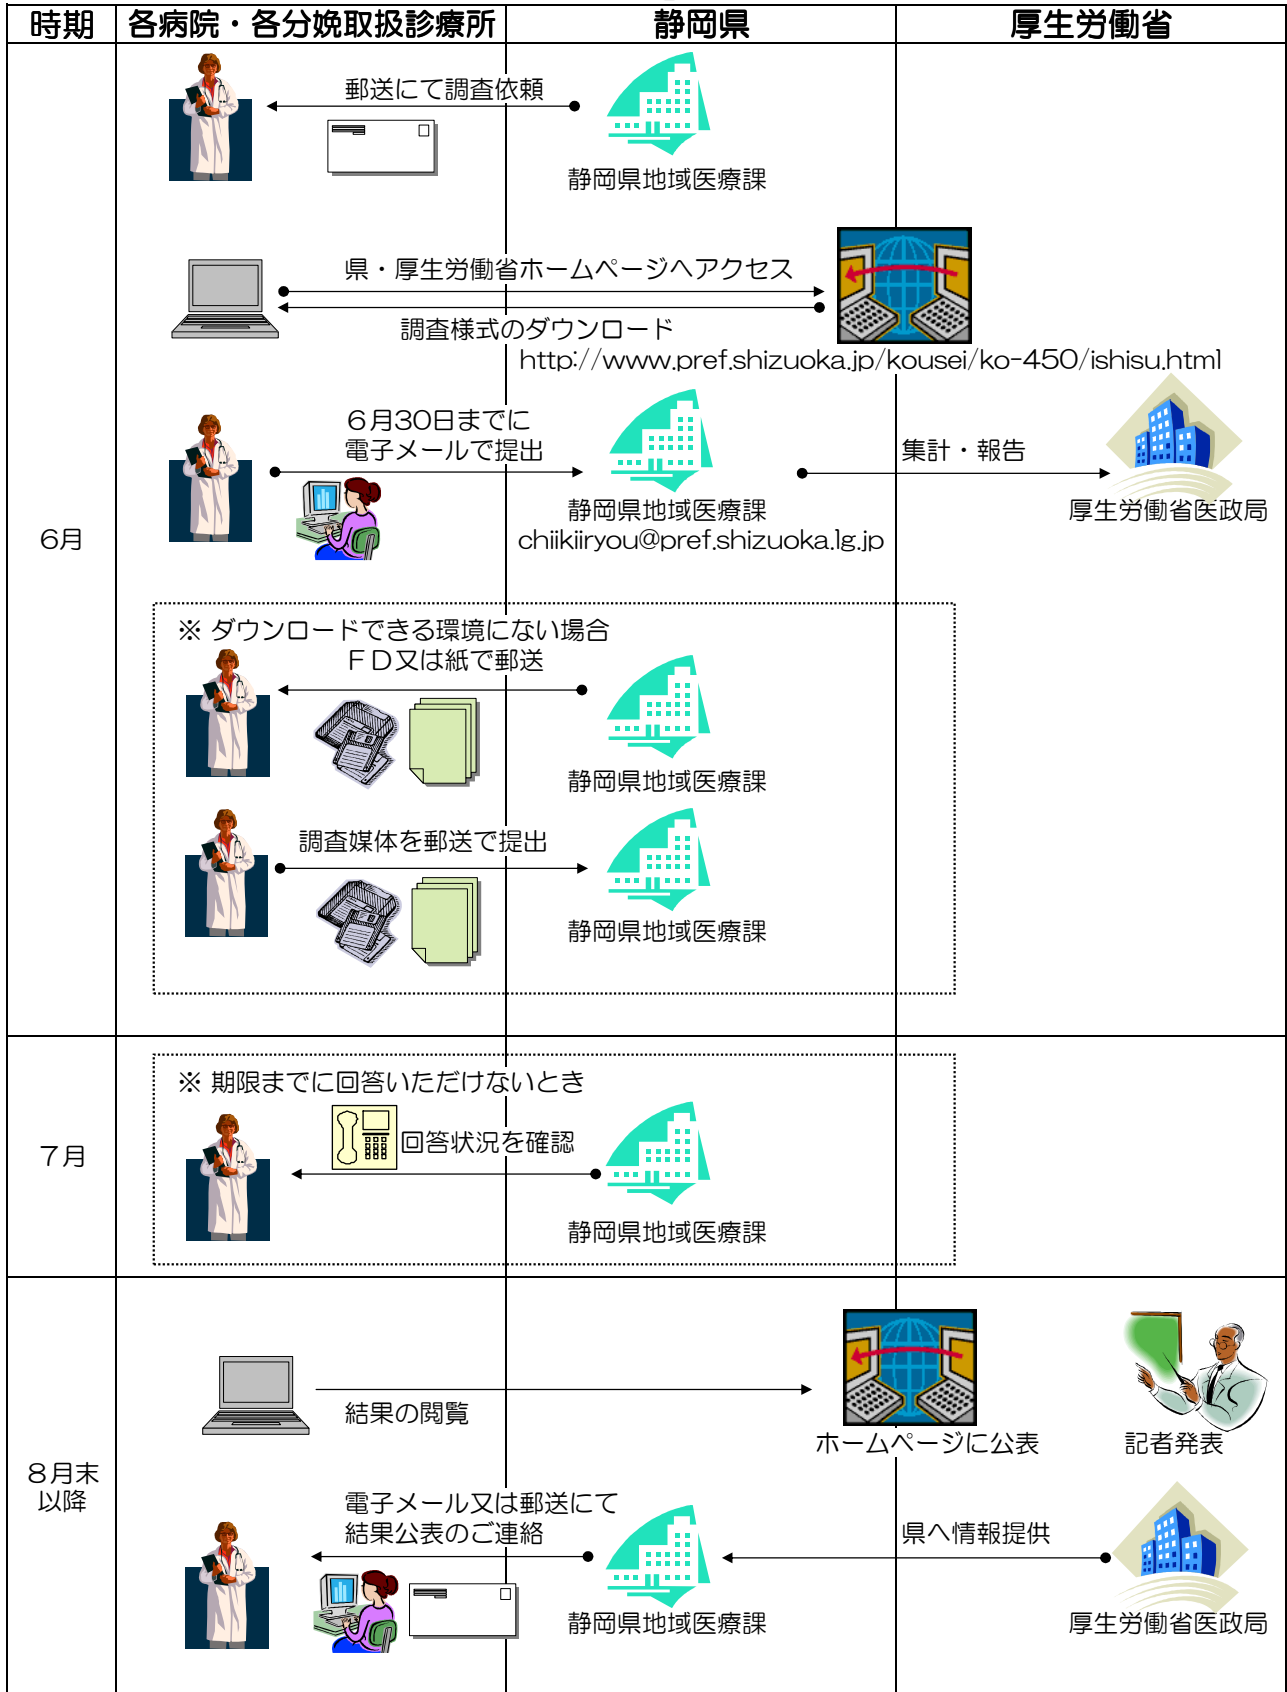 時期
各病院・各分娩取扱診療所
静岡県
厚生労働省
6月
郵送にて調査依頼
静岡県地域医療課
県・厚生労働省ホームページへアクセス
調査様式のダウンロード
http://www.pref.shizuoka.jp/kousei/ko-450/ishisu.html
６月30日までに
電子メールで提出
静岡県地域医療課
chiikiiryou@pref.shizuoka.lg.jp
集計・報告
厚生労働省医政局
※ ダウンロードできる環境にない場合
ＦＤ又は紙で郵送
静岡県地域医療課
調査媒体を郵送で提出
静岡県地域医療課
７月
※ 期限までに回答いただけないとき
回答状況を確認
静岡県地域医療課
８月末
以降
結果の閲覧
ホームページに公表
記者発表
電子メール又は郵送にて
結果公表のご連絡
静岡県地域医療課
県へ情報提供
厚生労働省医政局